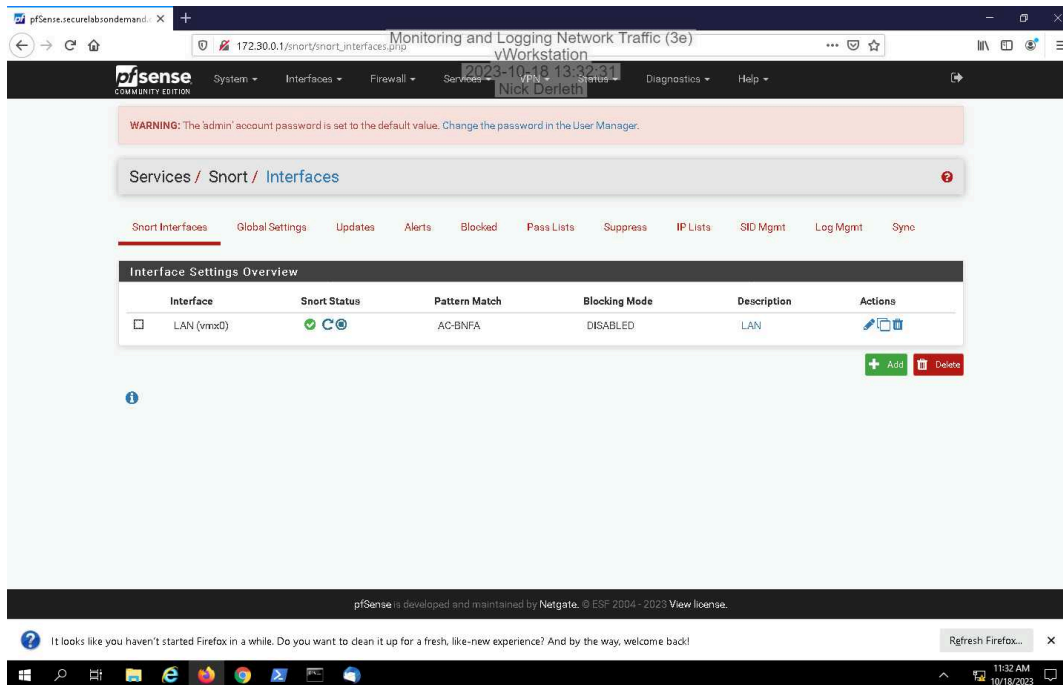 pfSense.securelabsondemand.
172.30.0.1/snort/snort_interfaces.php
Monitoring and Logging Network Traffic (3e)
vWorkstation
2023-10-18 13:32:31
Nick Derleth
pfsense
COMMUNITY EDITION
System Interfaces Firewall Services VPN Status Diagnostics Help
WARNING: The 'admin' account password is set to the default value. Change the password in the User Manager.
Services / Snort / Interfaces
Snort Interfaces Global Settings Updates Alerts Blocked Pass Lists Suppress IP Lists SID Mgmt Log Mgmt Sync
Interface Settings Overview
Interface Snort Status Pattern Match Blocking Mode Description Actions
LAN (vmx0) AC-BNFA DISABLED LAN
Add Delete
pfSense is developed and maintained by Netgate. © ESF 2004 - 2023 View license.
It looks like you haven't started Firefox in a while. Do you want to clean it up for a fresh, like-new experience? And by the way, welcome back!
Refresh Firefox...
11:32 AM
10/18/2023